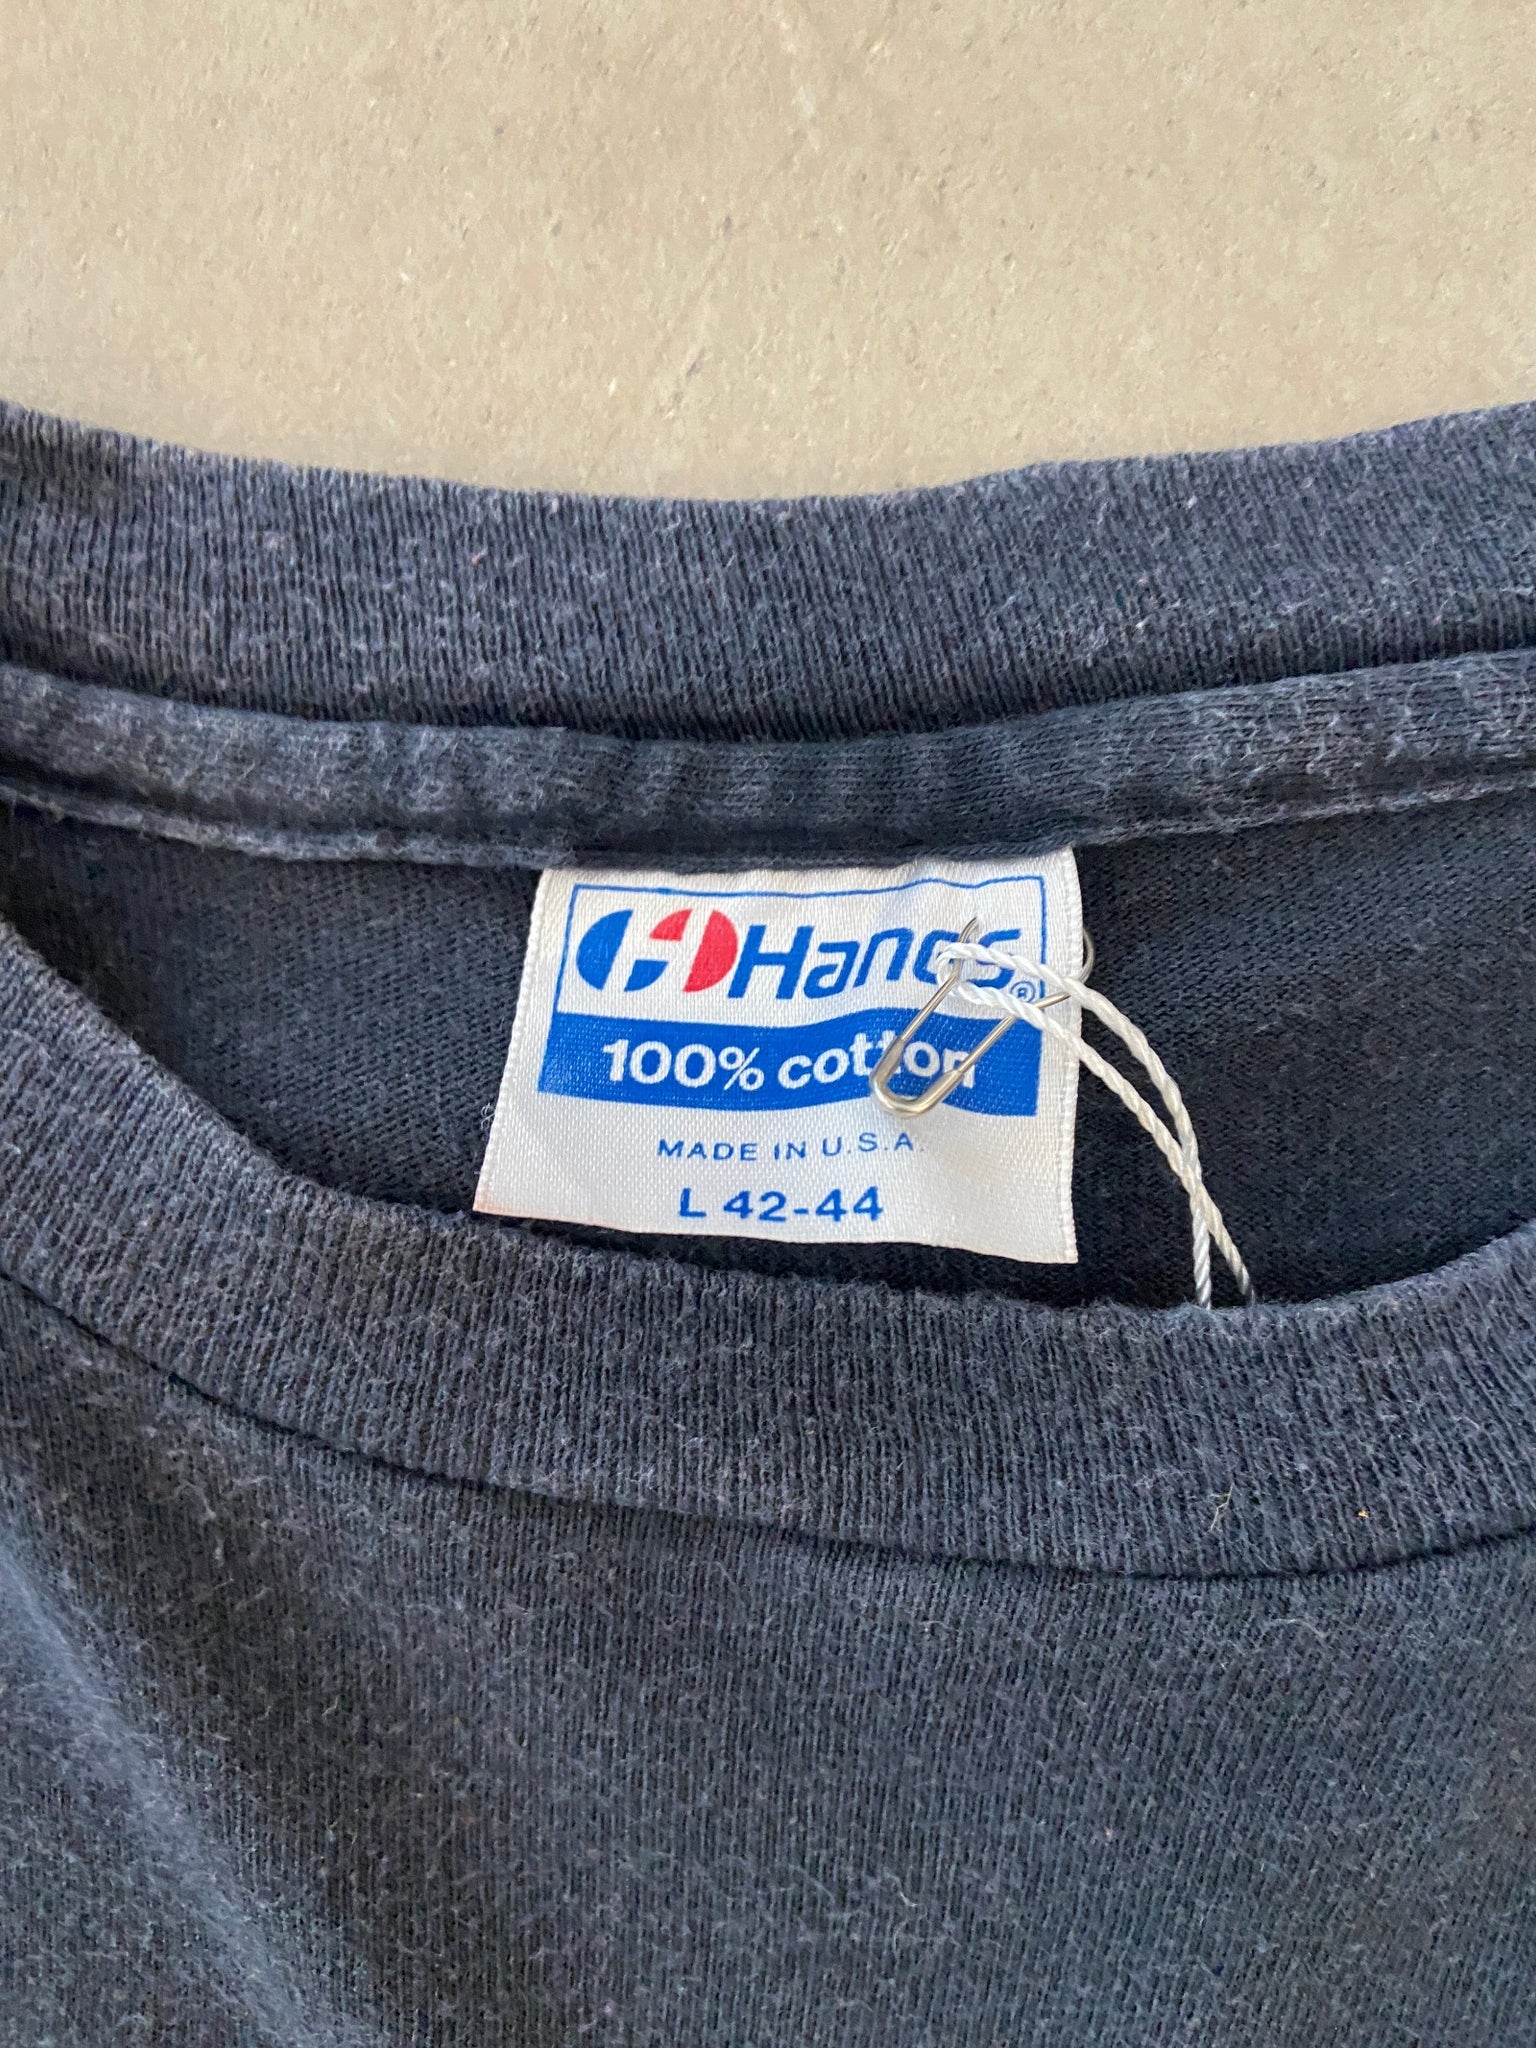 Hanes®
100% cotton
MADE IN U.S.A.
L 42-44